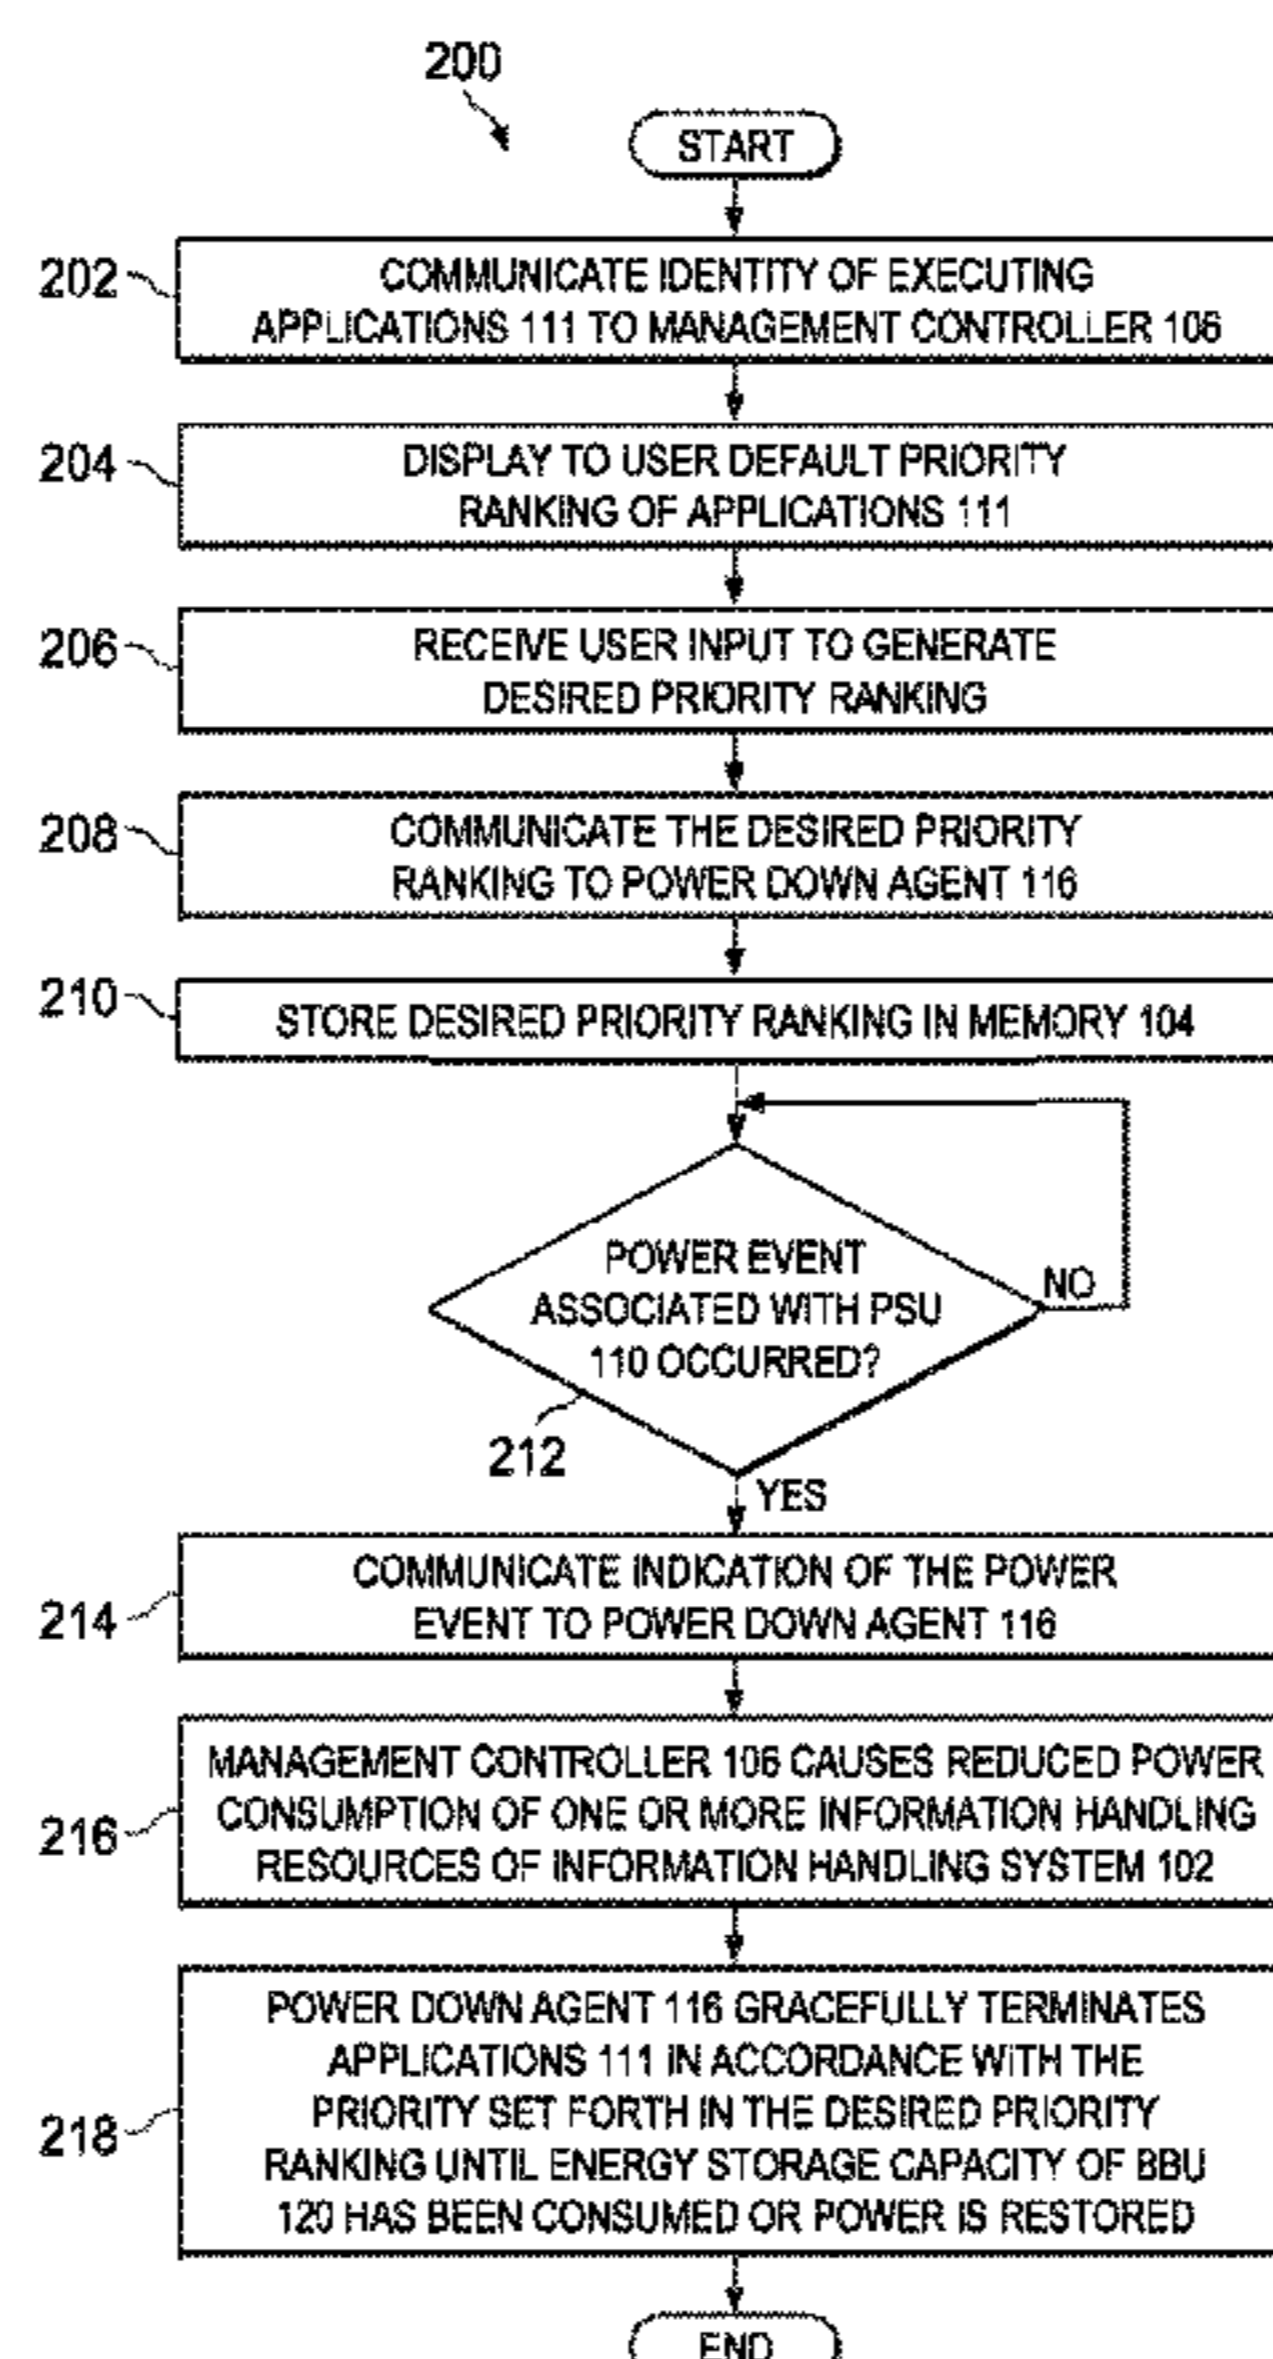 200
START
202
COMMUNICATE IDENTITY OF EXECUTING
APPLICATIONS 111 TO MANAGEMENT CONTROLLER 106
204
DISPLAY TO USER DEFAULT PRIORITY
RANKING OF APPLICATIONS 111
206
RECEIVE USER INPUT TO GENERATE
DESIRED PRIORITY RANKING
208
COMMUNICATE THE DESIRED PRIORITY
RANKING TO POWER DOWN AGENT 116
210
STORE DESIRED PRIORITY RANKING IN MEMORY 104
POWER EVENT
ASSOCIATED WITH PSU
110 OCCURRED?
NO
212
YES
214
COMMUNICATE INDICATION OF THE POWER
EVENT TO POWER DOWN AGENT 116
216
MANAGEMENT CONTROLLER 106 CAUSES REDUCED POWER
CONSUMPTION OF ONE OR MORE INFORMATION HANDLING
RESOURCES OF INFORMATION HANDLING SYSTEM 102
218
POWER DOWN AGENT 116 GRACEFULLY TERMINATES
APPLICATIONS 111 IN ACCORDANCE WITH THE
PRIORITY SET FORTH IN THE DESIRED PRIORITY
RANKING UNTIL ENERGY STORAGE CAPACITY OF BBU
120 HAS BEEN CONSUMED OR POWER IS RESTORED
END